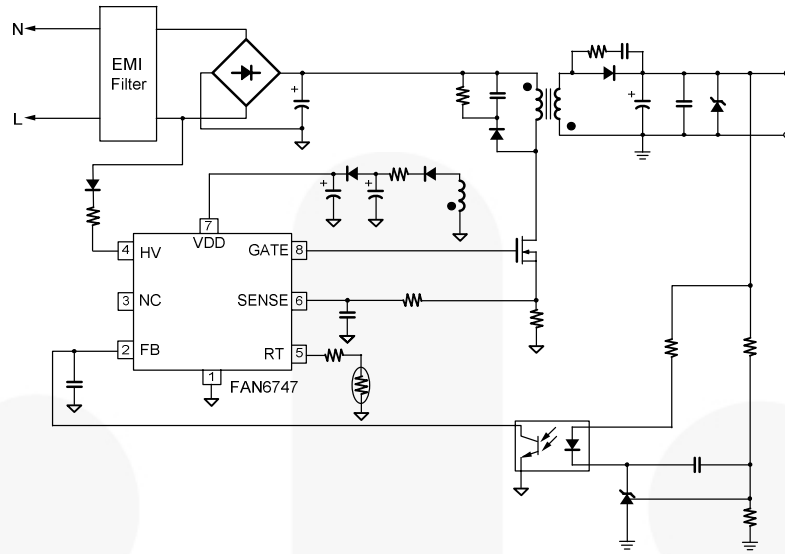 N
EMI
Filter
L
+
+
+
+
7
VDD
4 HV
GATE 8
3 NC
SENSE 6
2 FB
RT 5
1
FAN6747